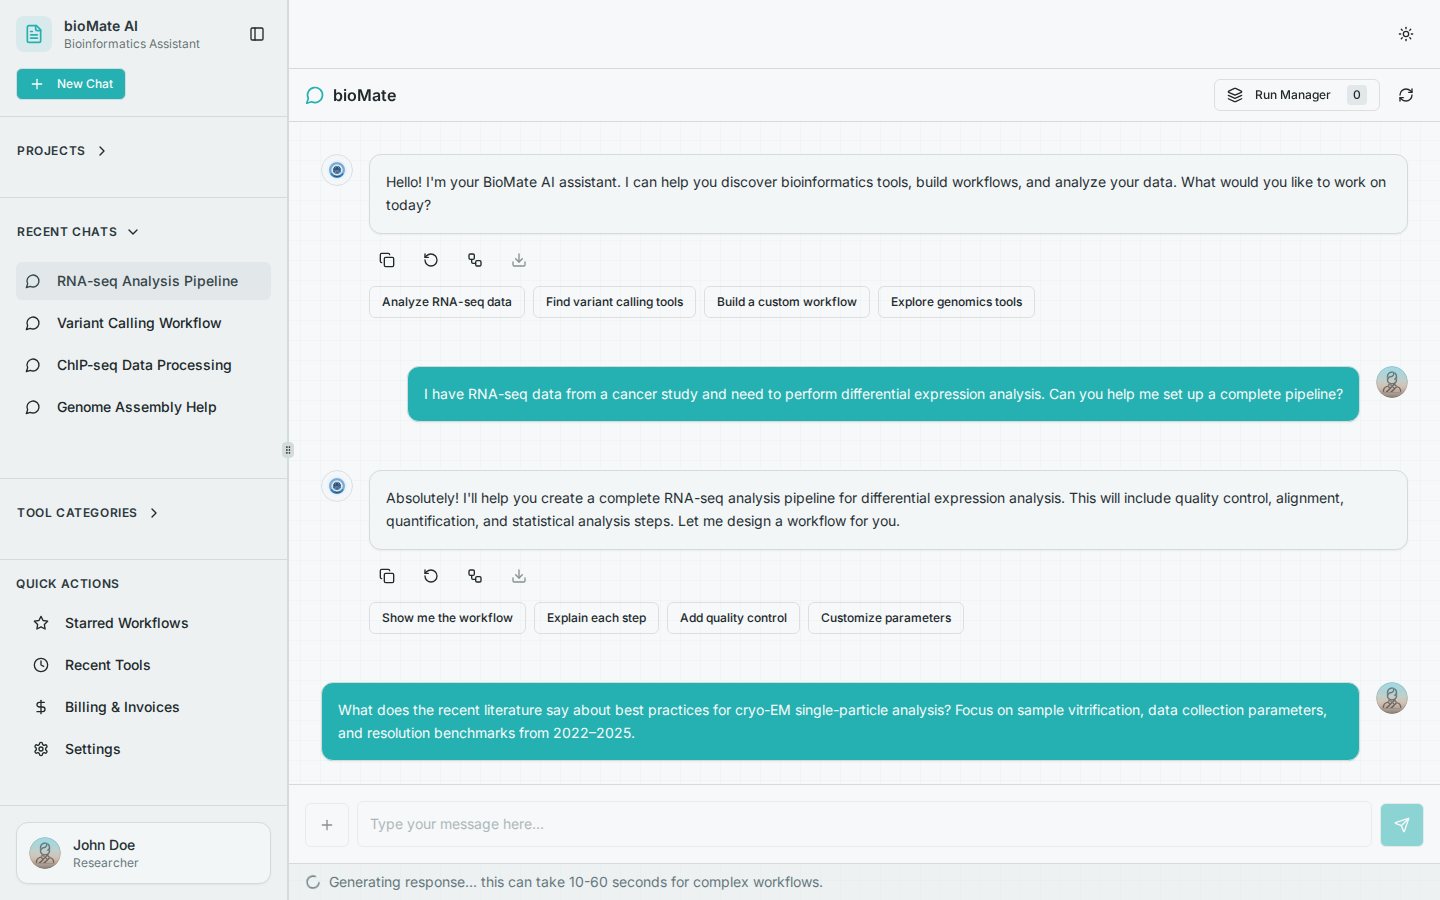 bioMate AI
Bioinformatics Assistant
New Chat
PROJECTS
RECENT CHATS
RNA-seq Analysis Pipeline
Variant Calling Workflow
ChIP-seq Data Processing
Genome Assembly Help
TOOL CATEGORIES
QUICK ACTIONS
Starred Workflows
Recent Tools
Billing & Invoices
Settings
John Doe
Researcher
bioMate
Run Manager 0
Hello! I'm your BioMate AI assistant. I can help you discover bioinformatics tools, build workflows, and analyze your data. What would you like to work on
today?
Analyze RNA-seq data
Find variant calling tools
Build a custom workflow
Explore genomics tools
I have RNA-seq data from a cancer study and need to perform differential expression analysis. Can you help me set up a complete pipeline?
Absolutely! I'll help you create a complete RNA-seq analysis pipeline for differential expression analysis. This will include quality control, alignment,
quantification, and statistical analysis steps. Let me design a workflow for you.
Show me the workflow
Explain each step
Add quality control
Customize parameters
What does the recent literature say about best practices for cryo-EM single-particle analysis? Focus on sample vitrification, data collection parameters,
and resolution benchmarks from 2022–2025.
Type your message here...
Generating response... this can take 10-60 seconds for complex workflows.